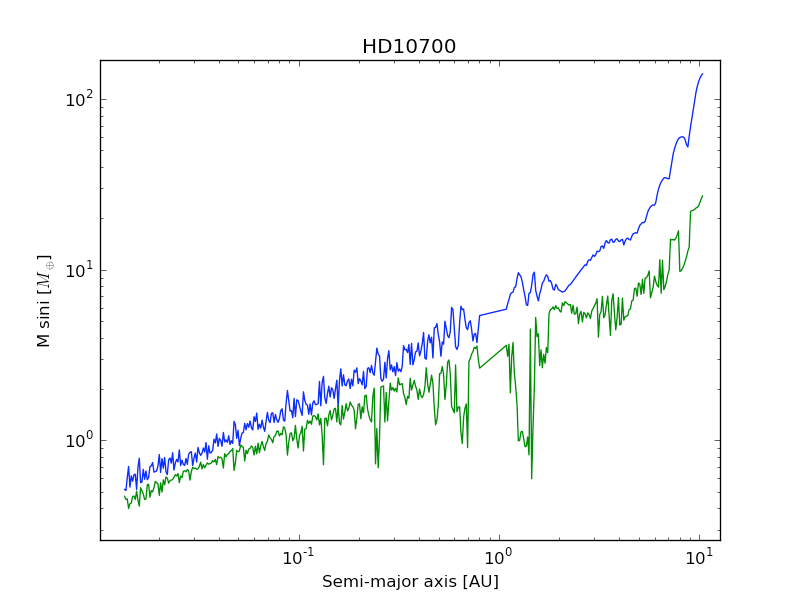 HD10700
M sini [M⊕]
10²
10¹
10⁰
10⁻¹ 10⁰ 10¹
Semi-major axis [AU]